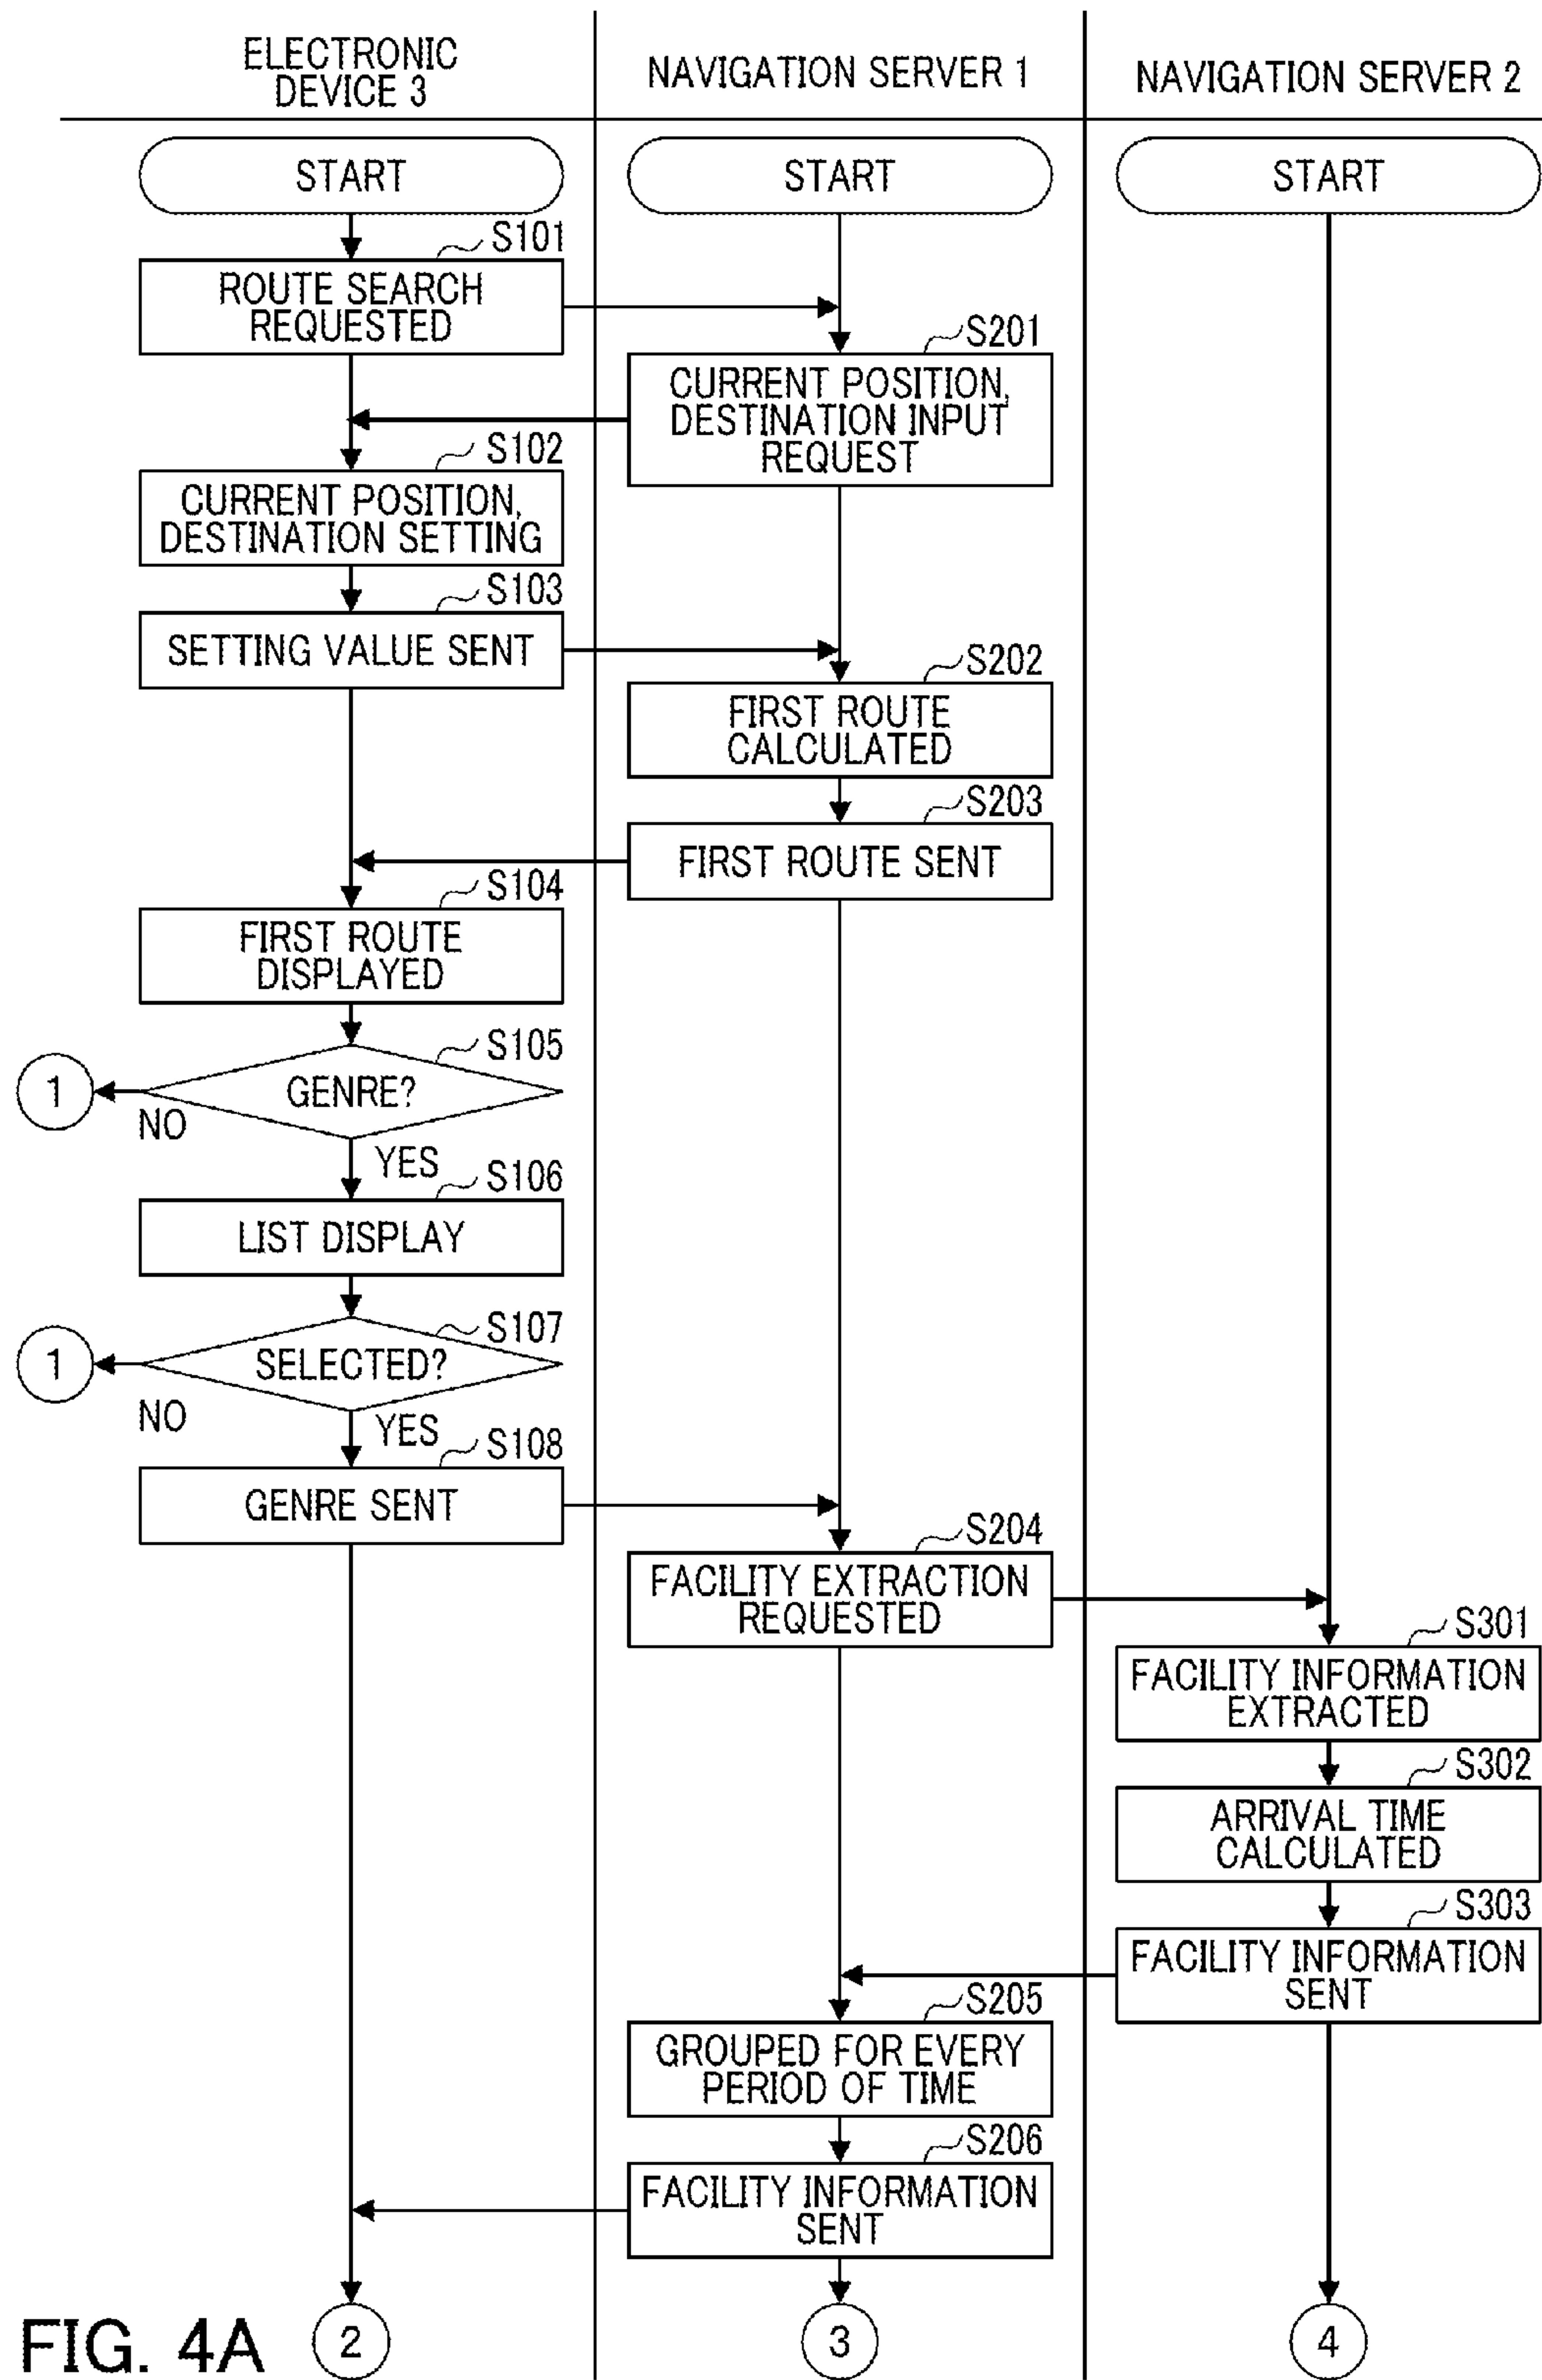 ELECTRONIC
DEVICE 3
NAVIGATION SERVER 1
NAVIGATION SERVER 2
START
START
START
S101
ROUTE SEARCH
REQUESTED
S201
CURRENT POSITION,
DESTINATION INPUT
REQUEST
S102
CURRENT POSITION,
DESTINATION SETTING
S103
SETTING VALUE SENT
S202
FIRST ROUTE
CALCULATED
S203
FIRST ROUTE SENT
S104
FIRST ROUTE
DISPLAYED
S105
GENRE?
1
NO
YES
S106
LIST DISPLAY
S107
SELECTED?
1
NO
YES
S108
GENRE SENT
S204
FACILITY EXTRACTION
REQUESTED
S301
FACILITY INFORMATION
EXTRACTED
S302
ARRIVAL TIME
CALCULATED
S303
FACILITY INFORMATION
SENT
S205
GROUPED FOR EVERY
PERIOD OF TIME
S206
FACILITY INFORMATION
SENT
2
3
4
FIG. 4A